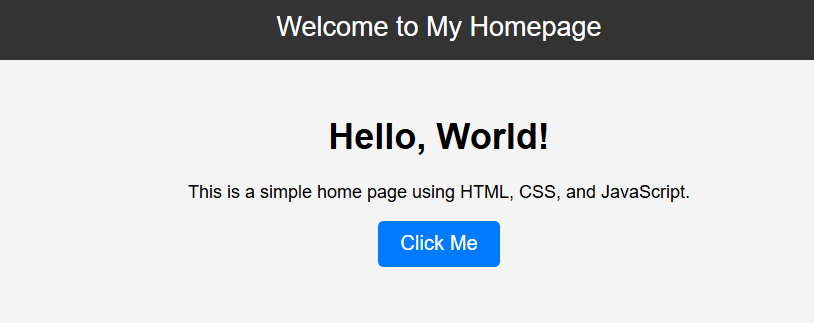 Welcome to My Homepage
Hello, World!
This is a simple home page using HTML, CSS, and JavaScript.
Click Me